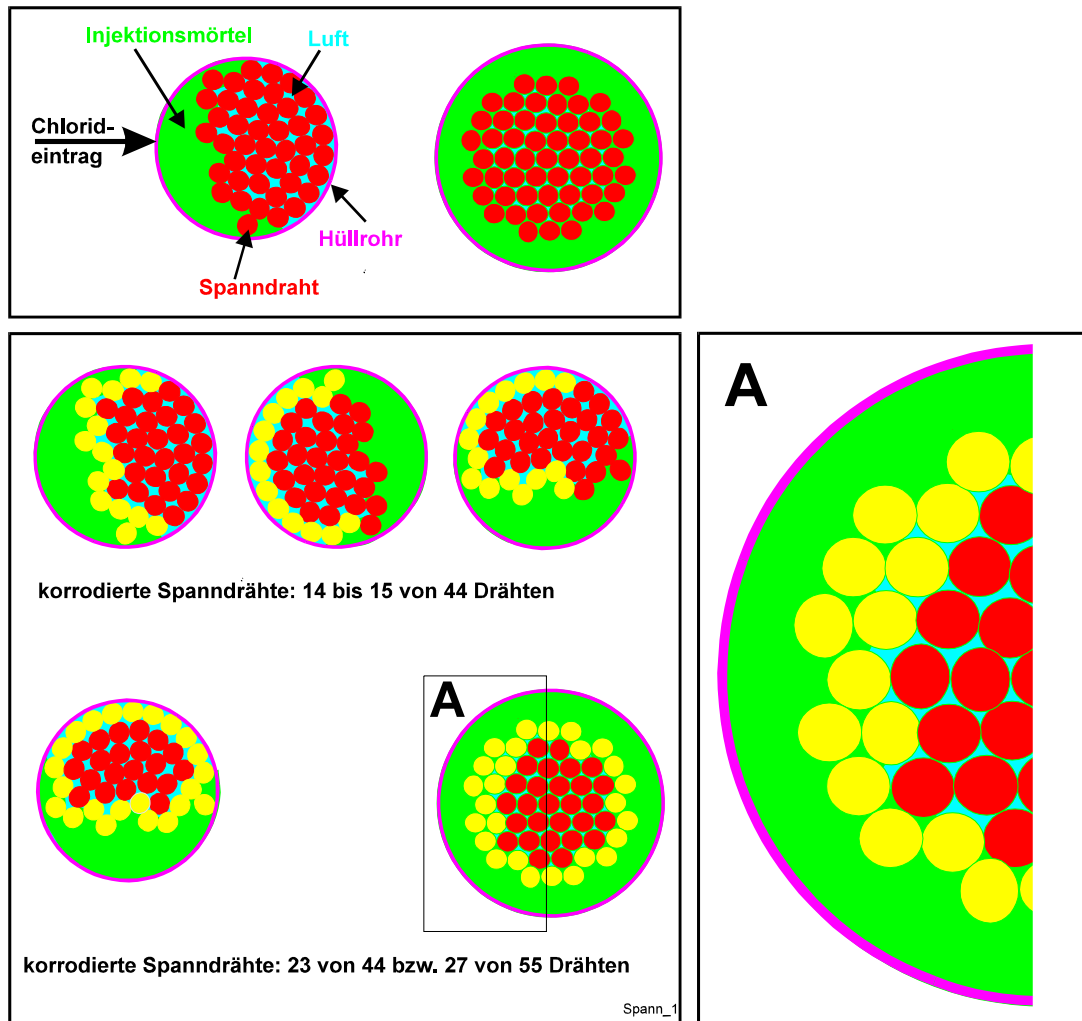 Injektionsmörtel
Luft
Chlorid-
eintrag
Hüllrohr
Spanndraht
korrodierte Spanndrähte: 14 bis 15 von 44 Drähten
A
korrodierte Spanndrähte: 23 von 44 bzw. 27 von 55 Drähten
Spann_1
A